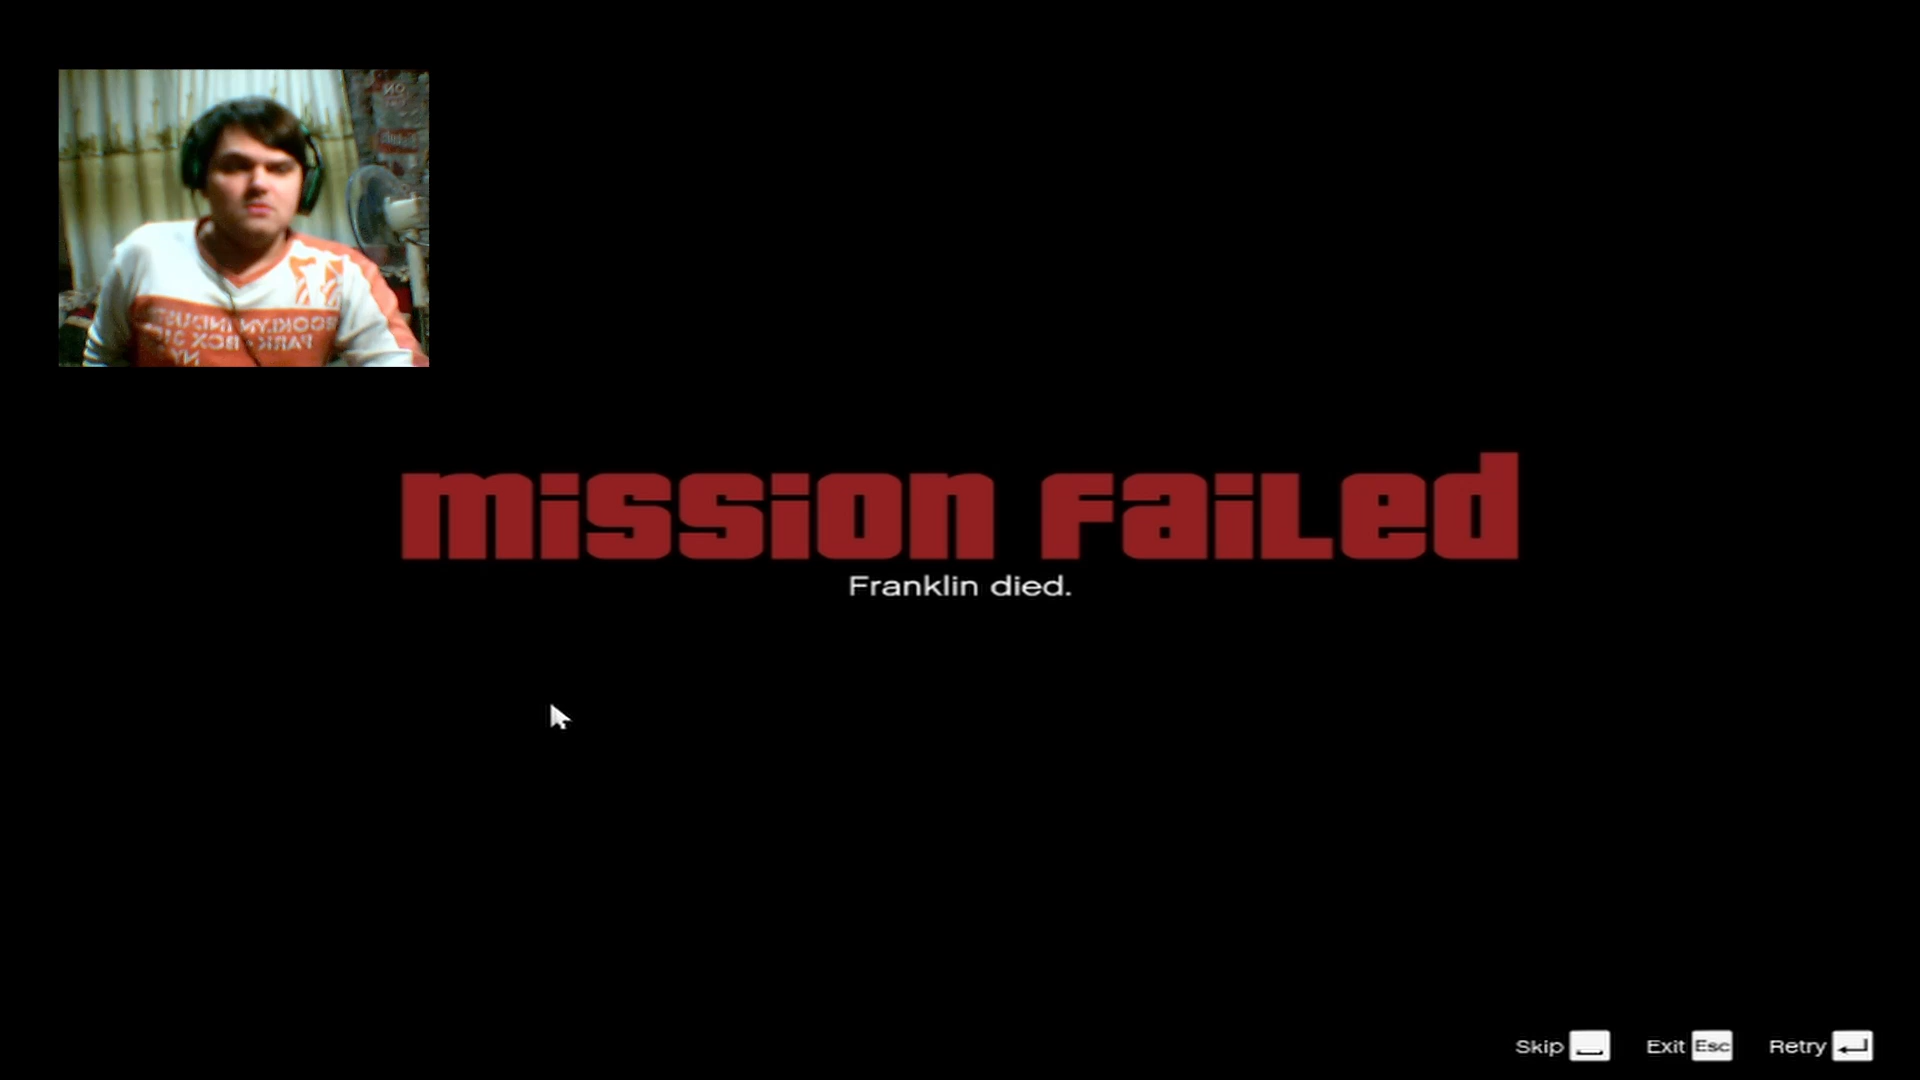 mission failed
Franklin died.
Skip
Exit Esc
Retry